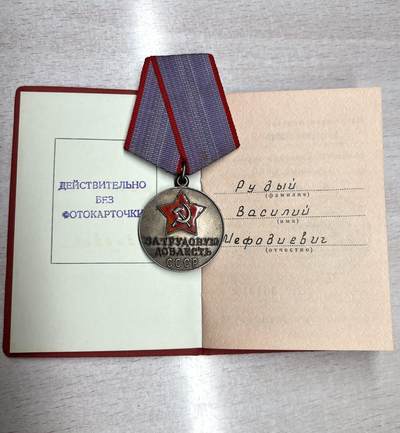 ДЕЙСТВИТЕЛЬНО
БЕЗ
ФОТОКАРТОЧКИ
ЗА ТРУДОВУЮ
ДОБЛЕСТЬ
СССР
Рудый
(фамилия)
Василий
(имя)
Мефодиевич
(отчество)